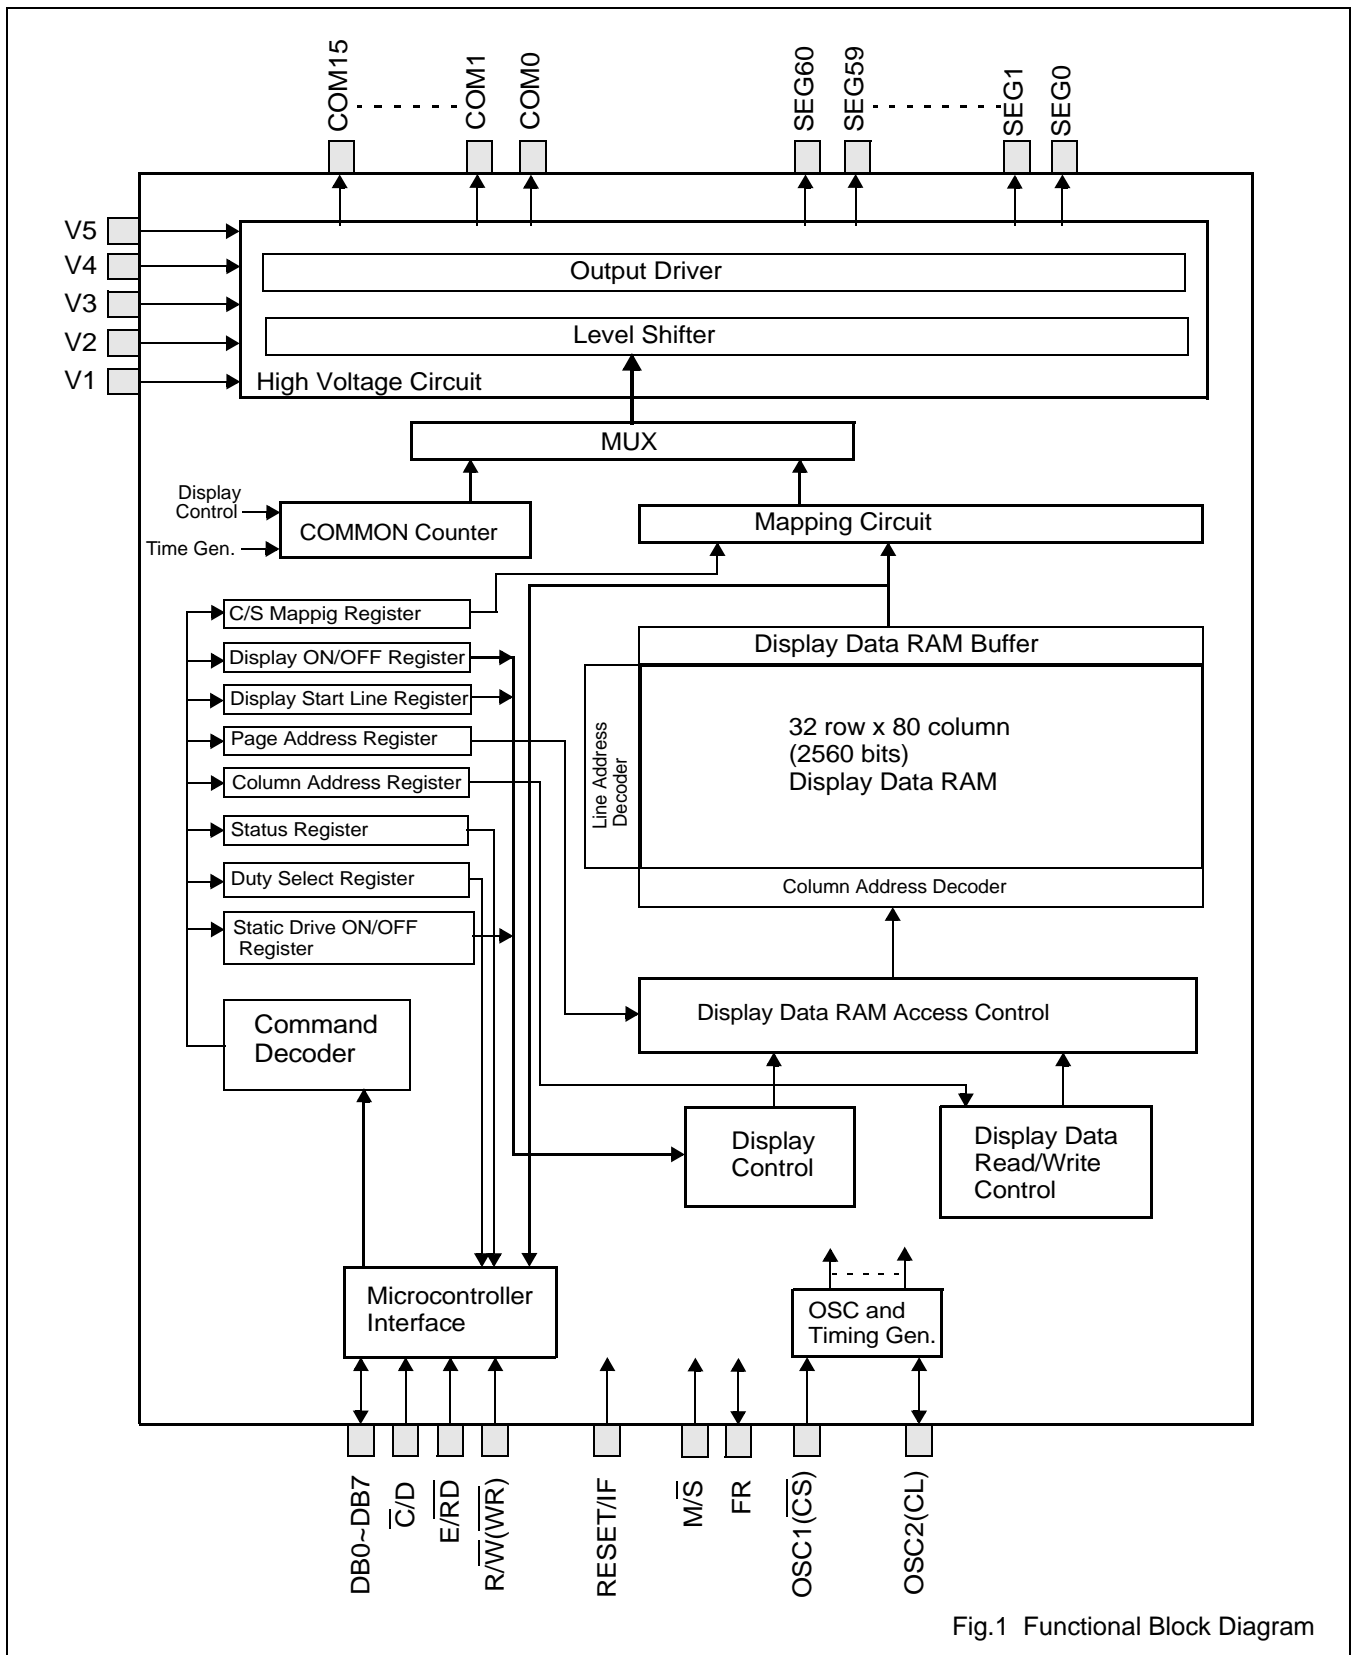 COM15
COM1
COM0
SEG60
SEG59
SEG1
SEG0
V5
V4
V3
V2
V1
Output Driver
Level Shifter
High Voltage Circuit
MUX
Display
Control
Time Gen.
COMMON Counter
Mapping Circuit
C/S Mappig Register
Display ON/OFF Register
Display Start Line Register
Page Address Register
Column Address Register
Status Register
Duty Select Register
Static Drive ON/OFF
Register
Display Data RAM Buffer
Line Address
Decoder
32 row x 80 column
(2560 bits)
Display Data RAM
Column Address Decoder
Display Data RAM Access Control
Command
Decoder
Display
Control
Display Data
Read/Write
Control
Microcontroller
Interface
OSC and
Timing Gen.
DB0~DB7
C̅/D
E/R̅D̅
R/W̅(W̅R̅)
RESET/IF
M/S̅
FR
OSC1(C̅S̅)
OSC2(CL)
Fig.1 Functional Block Diagram